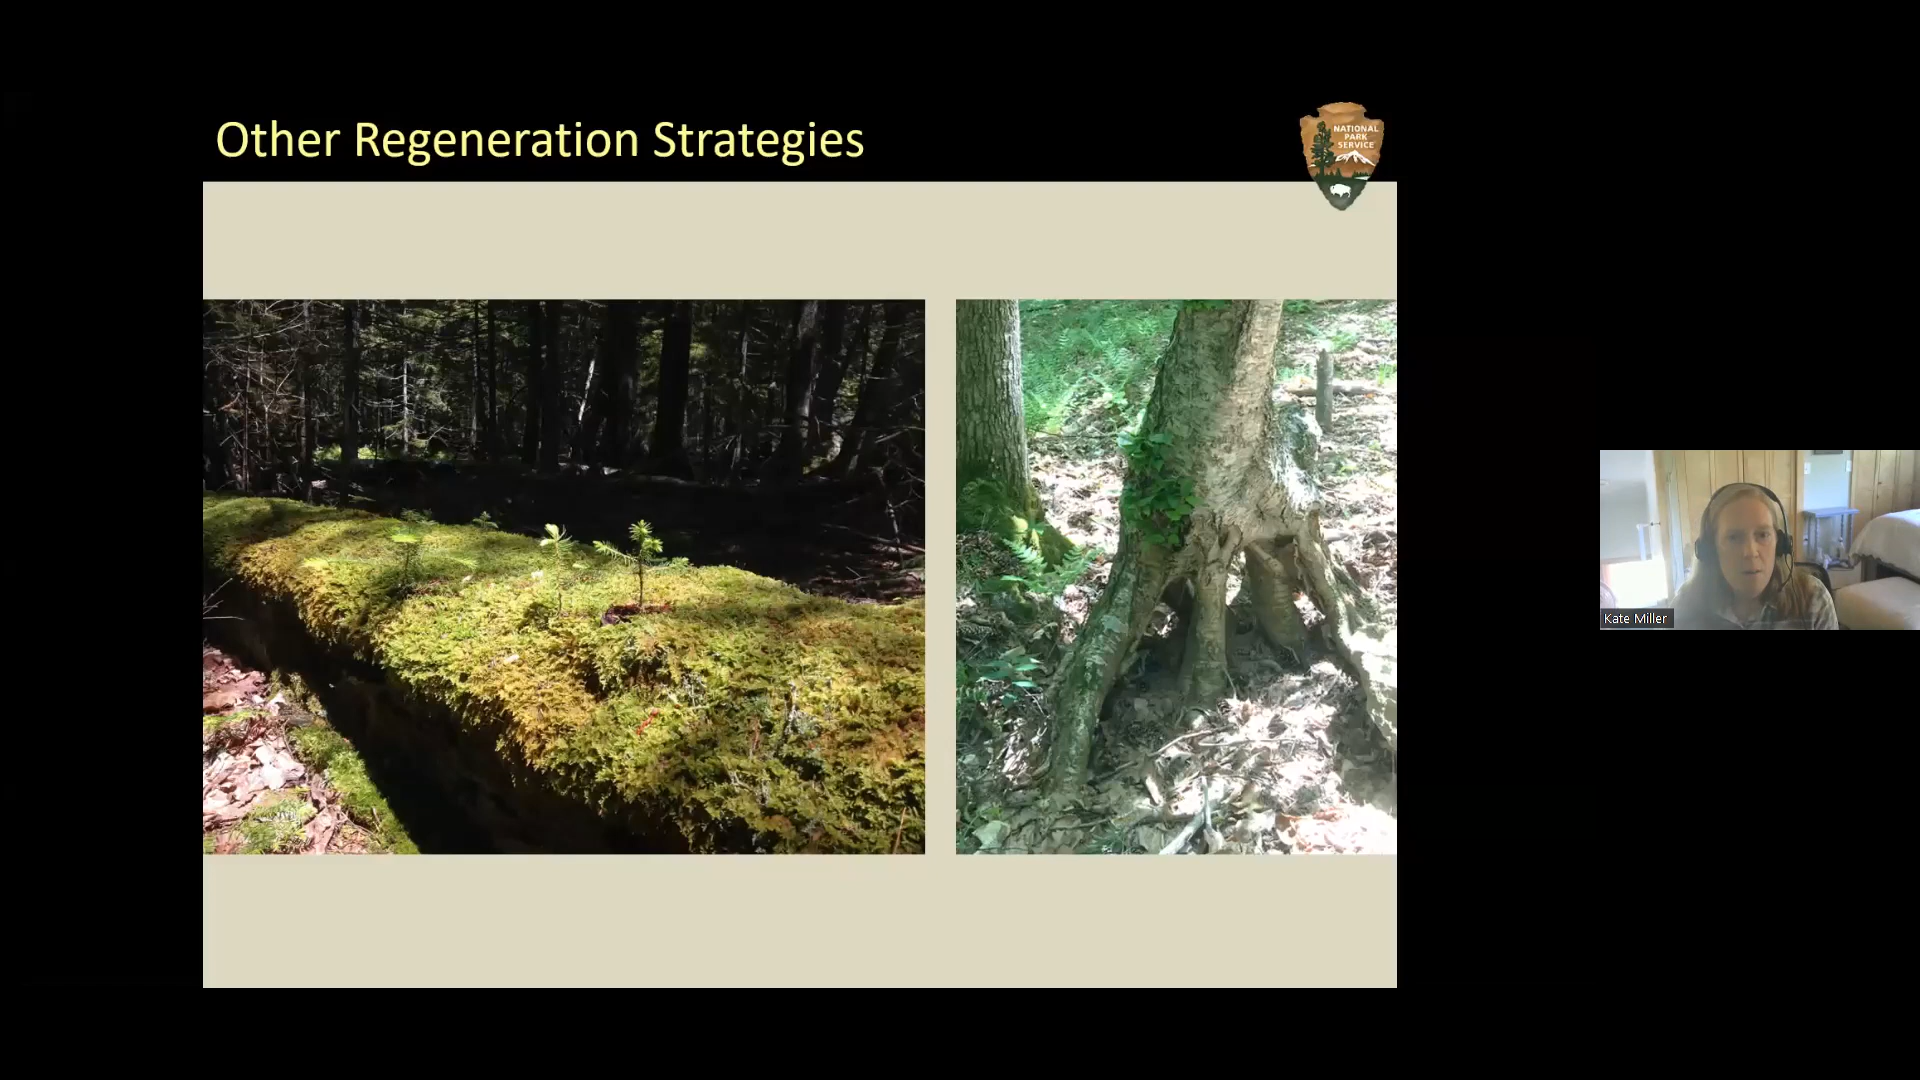 Other Regeneration Strategies
NATIONAL
PARK
SERVICE
Kate Miller